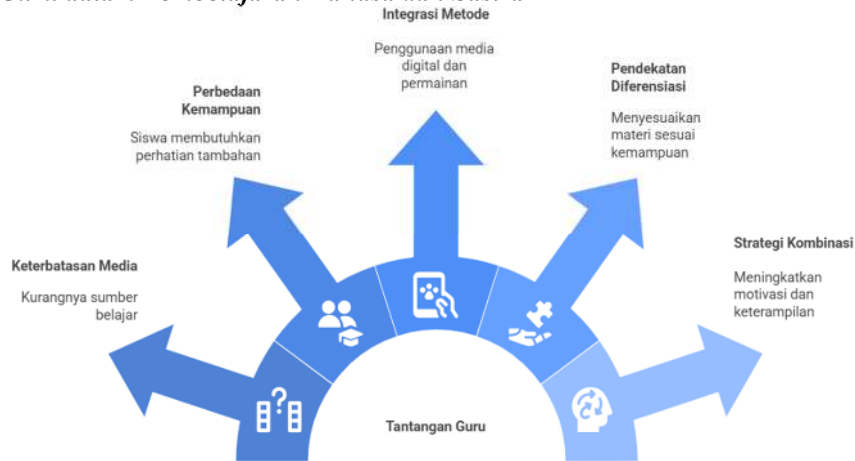 Integrasi Metode
Penggunaan media
digital dan
permainan
Perbedaan
Kemampuan
Siswa membutuhkan
perhatian tambahan
Pendekatan
Diferensiasi
Menyesuaikan
materi sesuai
kemampuan
Keterbatasan Media
Kurangnya sumber
belajar
Strategi Kombinasi
Meningkatkan
motivasi dan
keterampilan
Tantangan Guru